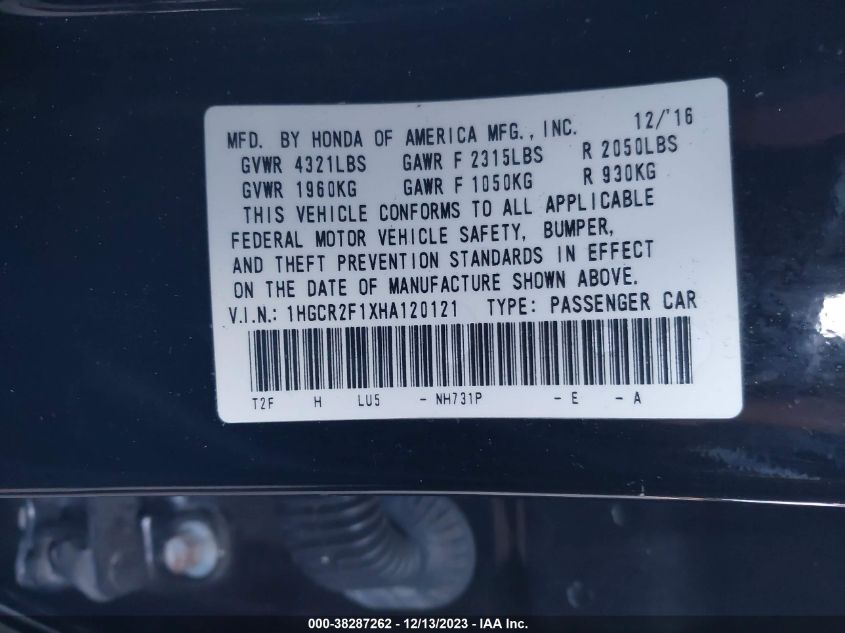 MFD. BY HONDA OF AMERICA MFG., INC. 12/'16
GVWR 4321LBS GAWR F 2315LBS R 2050LBS
GVWR 1960KG GAWR F 1050KG R 930KG
THIS VEHICLE CONFORMS TO ALL APPLICABLE
FEDERAL MOTOR VEHICLE SAFETY, BUMPER,
AND THEFT PREVENTION STANDARDS IN EFFECT
ON THE DATE OF MANUFACTURE SHOWN ABOVE.
V.I.N.: 1HGCR2F1XHA120121 TYPE: PASSENGER CAR
T2F H LU5 - NH731P - E - A
000-38287262 - 12/13/2023 - IAA Inc.